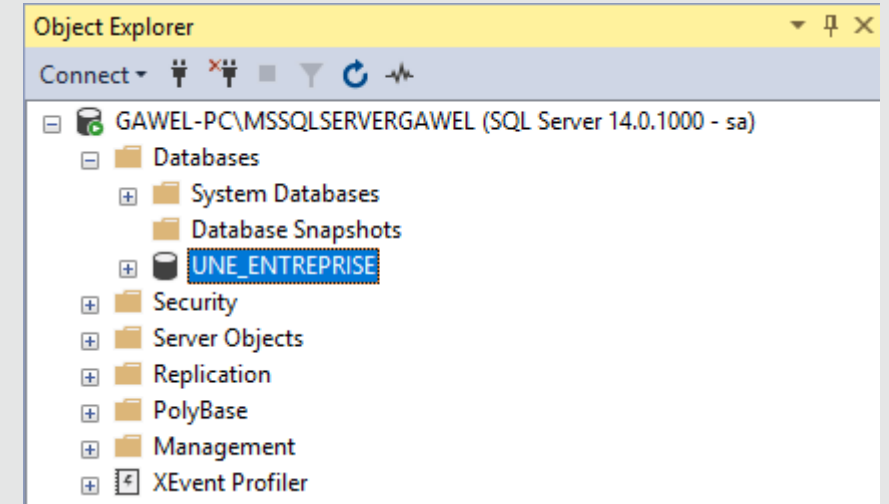 Object Explorer
Connect
GAWEL-PC\MSSQLSERVERGAWEL (SQL Server 14.0.1000 - sa)
Databases
System Databases
Database Snapshots
UNE_ENTREPRISE
Security
Server Objects
Replication
PolyBase
Management
XEvent Profiler